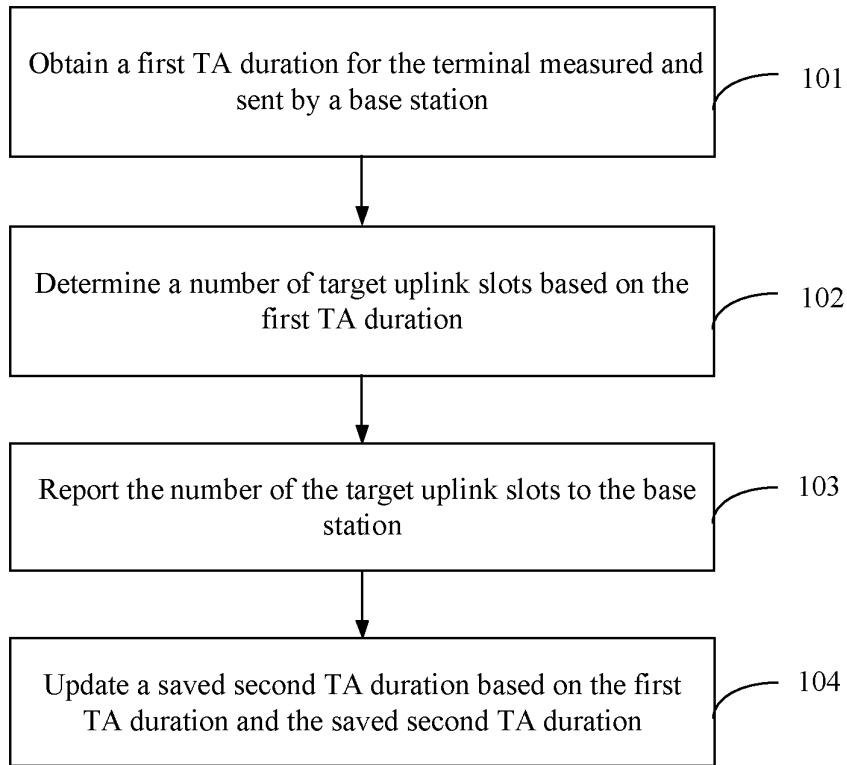 Obtain a first TA duration for the terminal measured and
sent by a base station
101
Determine a number of target uplink slots based on the
first TA duration
102
Report the number of the target uplink slots to the base
station
103
Update a saved second TA duration based on the first
TA duration and the saved second TA duration
104